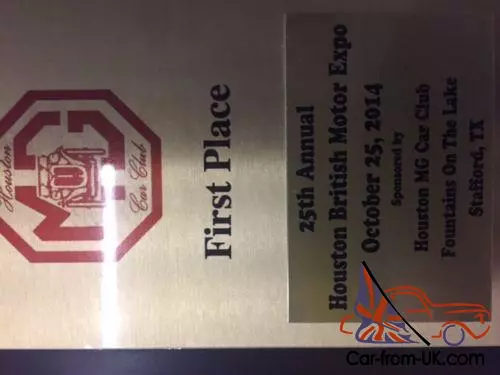 Houston
MG
Car Club
First Place
25th Annual
Houston British Motor Expo
October 25, 2014
Sponsored by
Houston MG Car Club
Fountains On The Lake
Stafford, TX
Car-from-UK.com